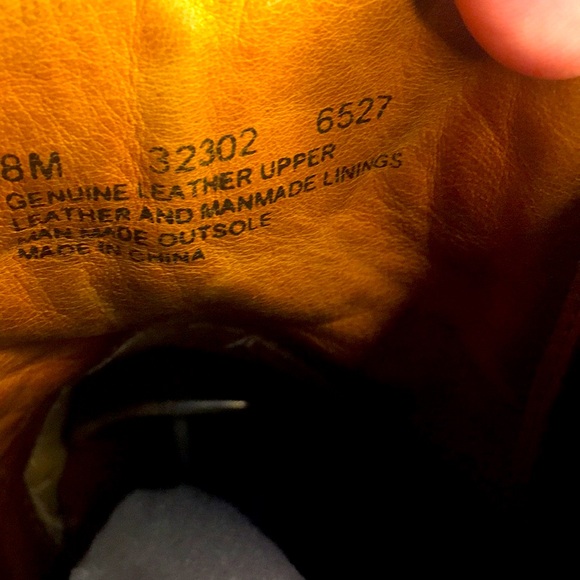 8M 32302 6527
GENUINE LEATHER UPPER
LEATHER AND MANMADE LININGS
MAN MADE OUTSOLE
MADE IN CHINA